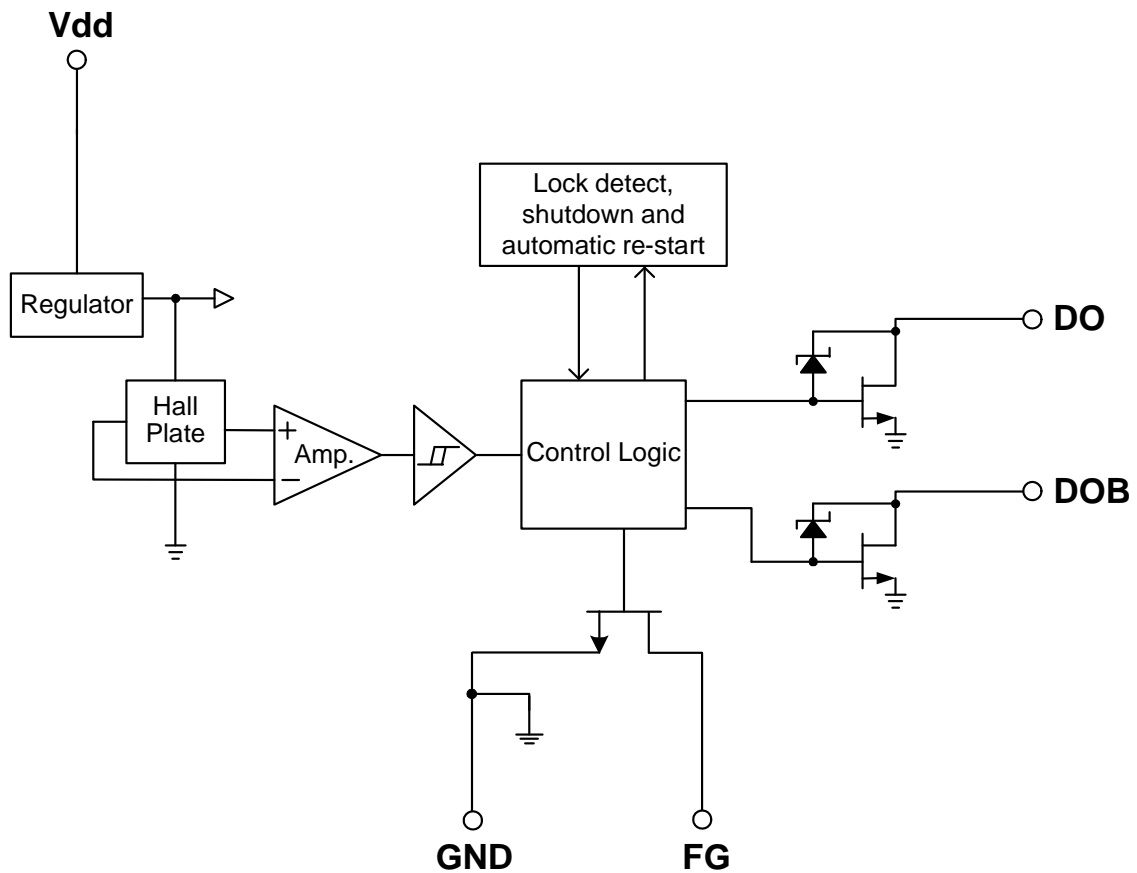 Vdd
Lock detect,
shutdown and
automatic re-start
Regulator
DO
Hall
Plate
+
Amp.
−
Control Logic
DOB
GND
FG